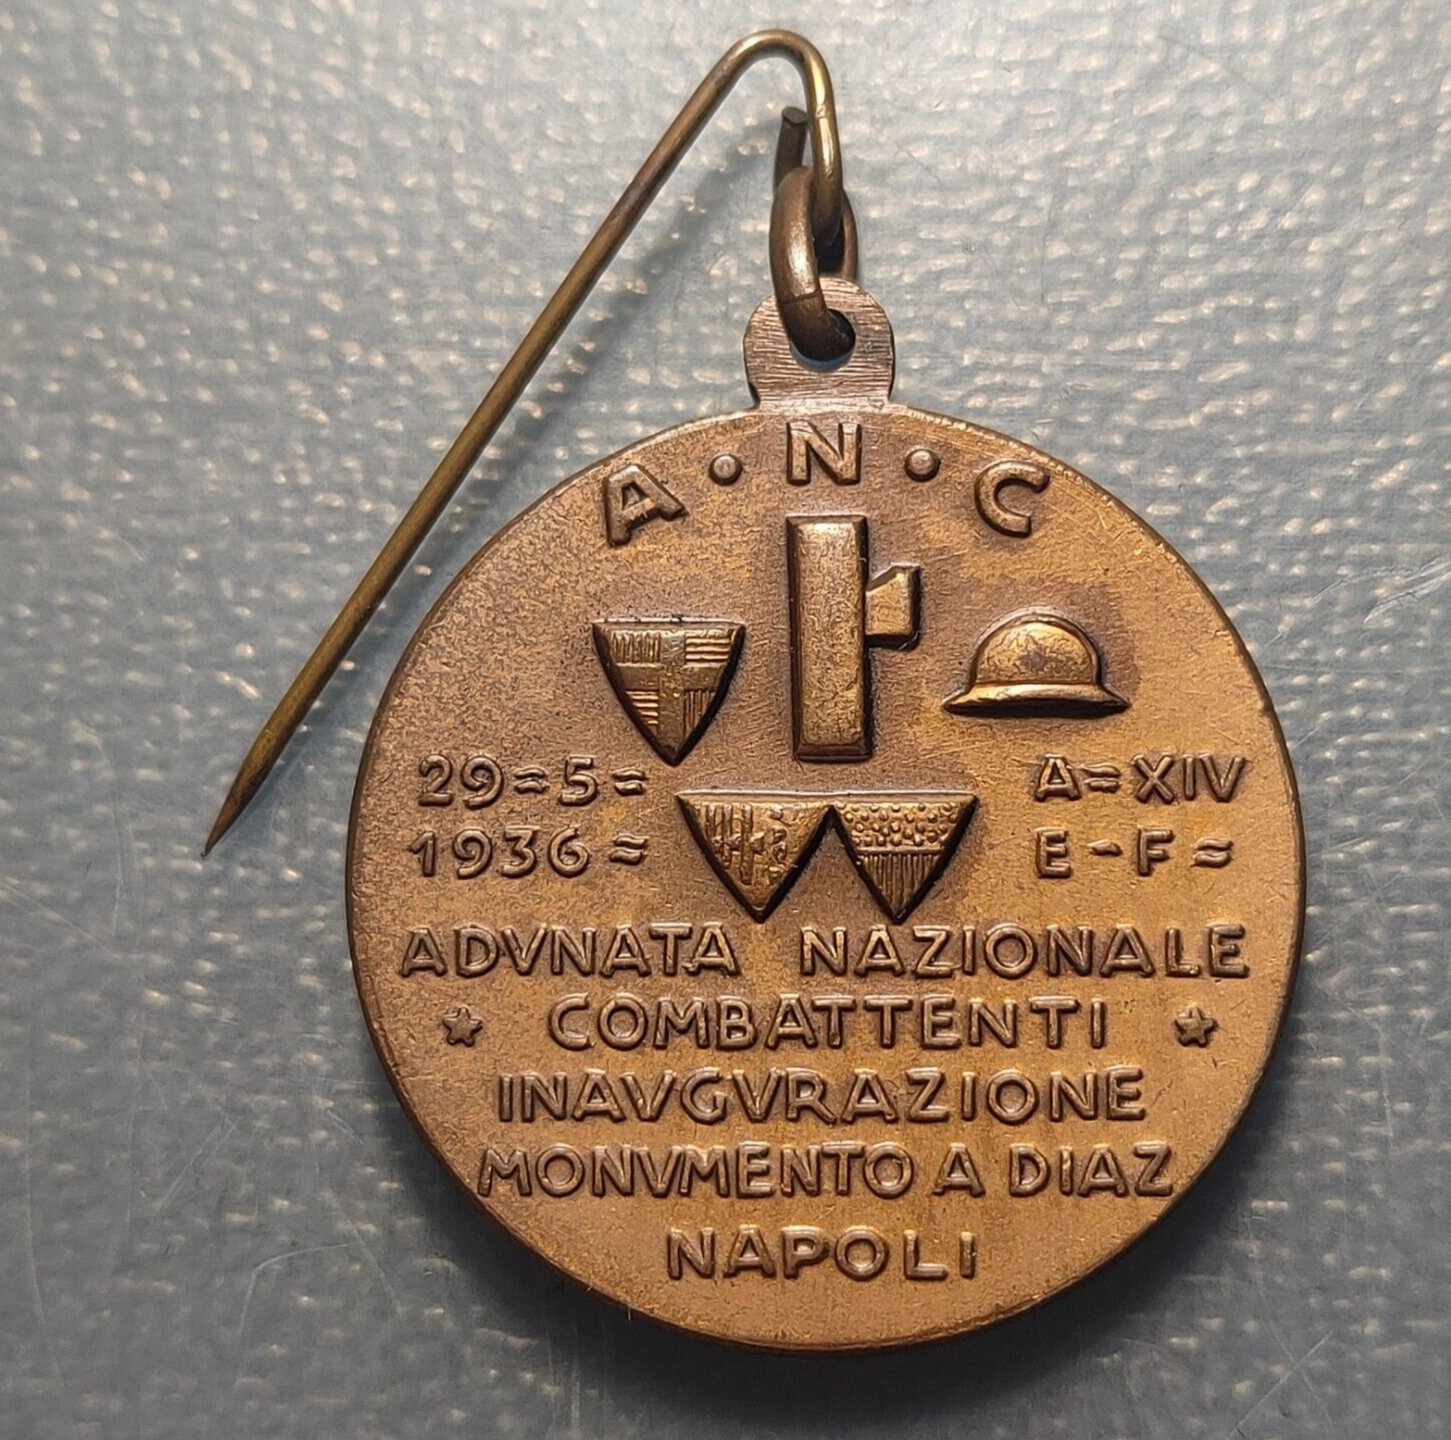 A·N·C
29=5=
1936=
A=XIV
E-F=
ADVNATA NAZIONALE
COMBATTENTI
INAVGVRAZIONE
MONVMENTO A DIAZ
NAPOLI